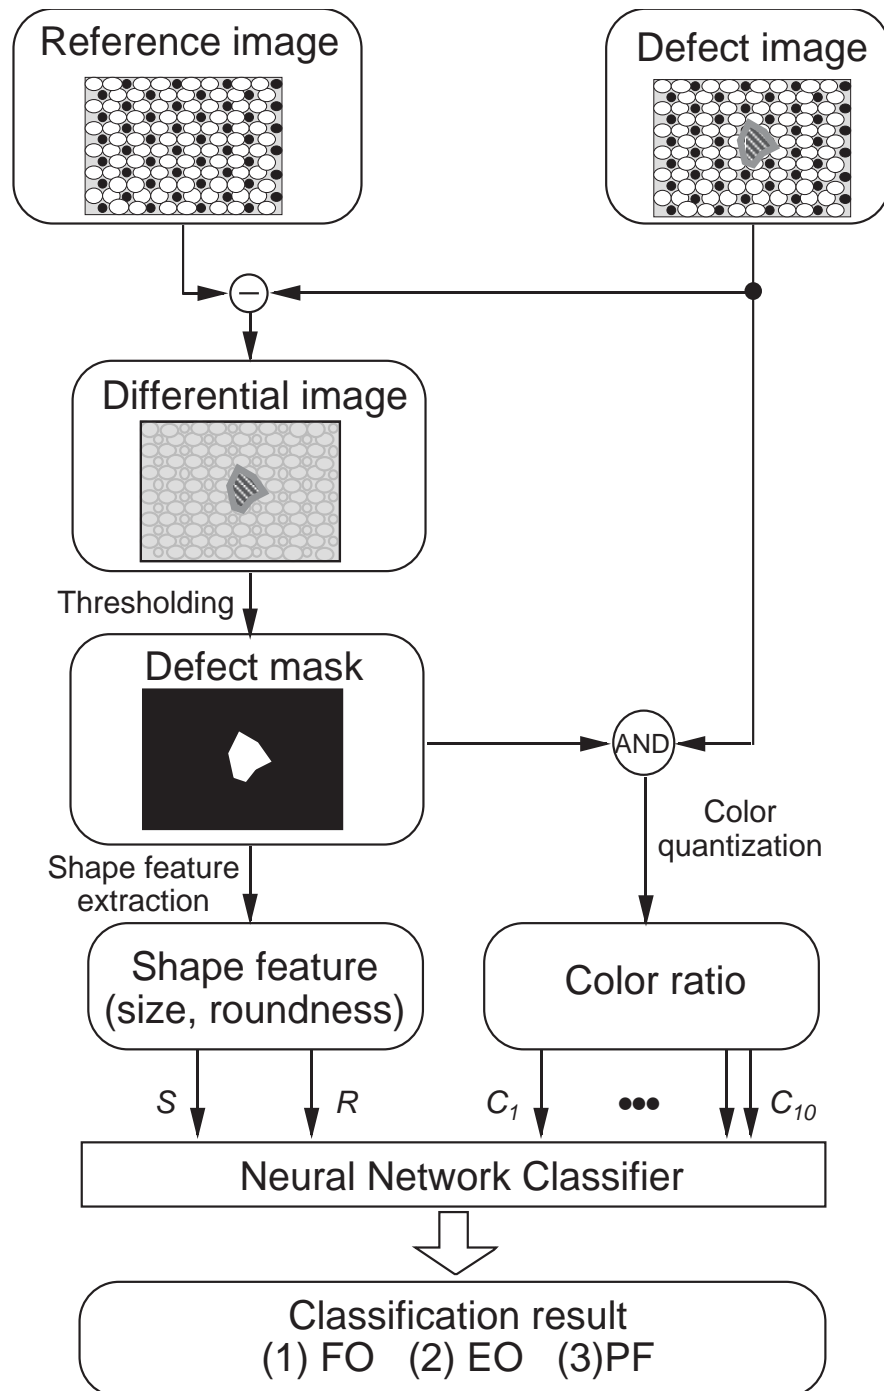 Reference image
Defect image
Differential image
Thresholding
Defect mask
AND
Color
quantization
Shape feature
extraction
Shape feature
(size, roundness)
Color ratio
S
R
C1
•••
C10
Neural Network Classifier
Classification result
(1) FO (2) EO (3)PF